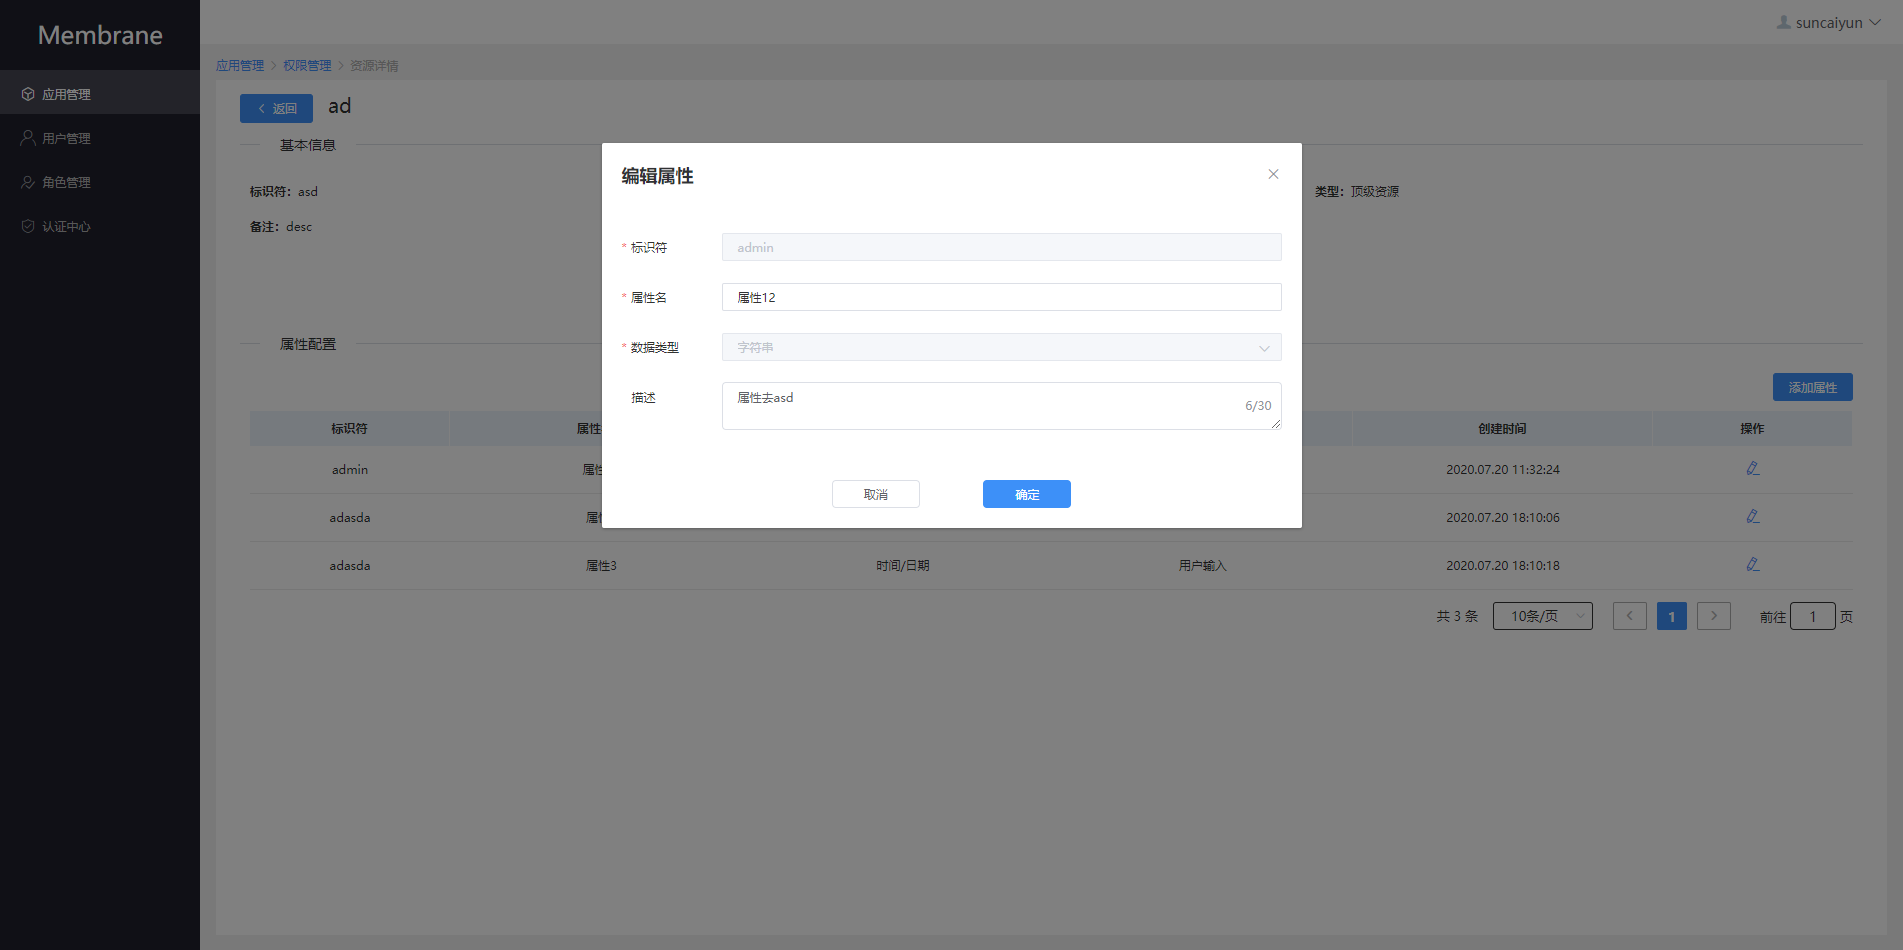 Membrane
suncaiyun
应用管理
用户管理
角色管理
认证中心
应用管理 > 权限管理 > 资源详情
返回
ad
基本信息
标识符：asd
类型：顶级资源
备注：desc
编辑属性
* 标识符 admin
* 属性名 属性12
* 数据类型 字符串
描述 属性去asd
6/30
取消
确定
属性配置
添加属性
标识符 属性 创建时间 操作
admin 2020.07.20 11:32:24
adasda 2020.07.20 18:10:06
adasda 属性3 时间/日期 用户输入 2020.07.20 18:10:18
共 3 条 10条/页 1 前往 1 页